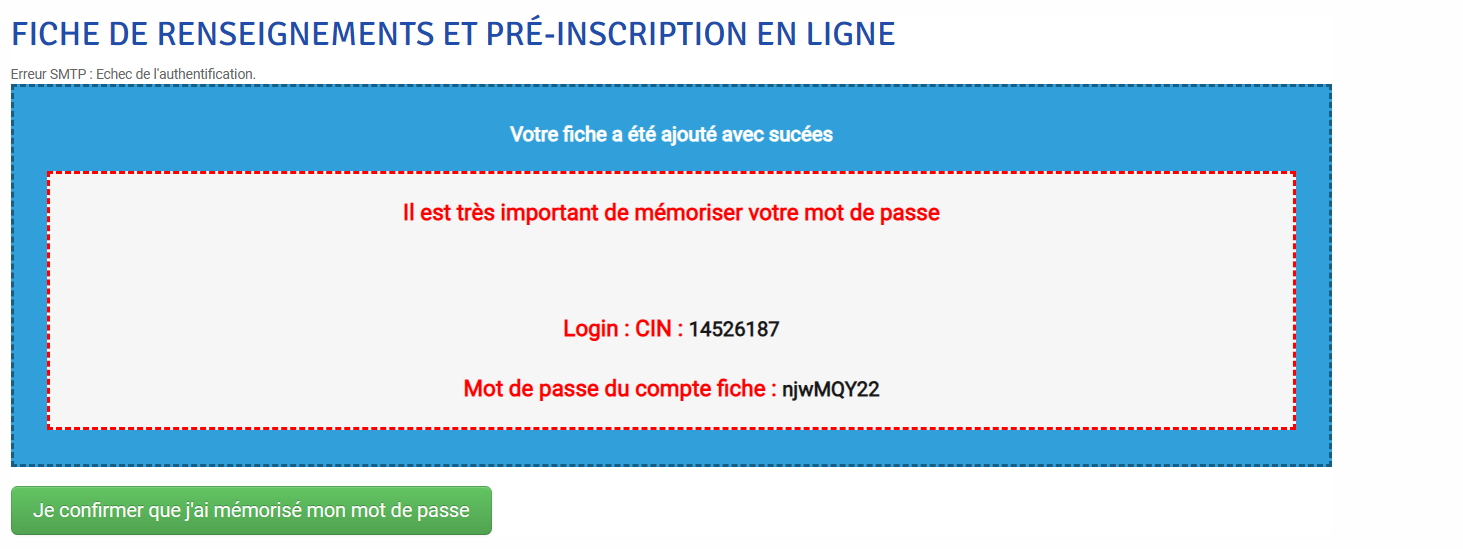 FICHE DE RENSEIGNEMENTS ET PRÉ-INSCRIPTION EN LIGNE
Erreur SMTP : Echec de l'authentification.
Votre fiche a été ajouté avec sucées
Il est très important de mémoriser votre mot de passe
Login : CIN : 14526187
Mot de passe du compte fiche : njwMQY22
Je confirmer que j'ai mémorisé mon mot de passe